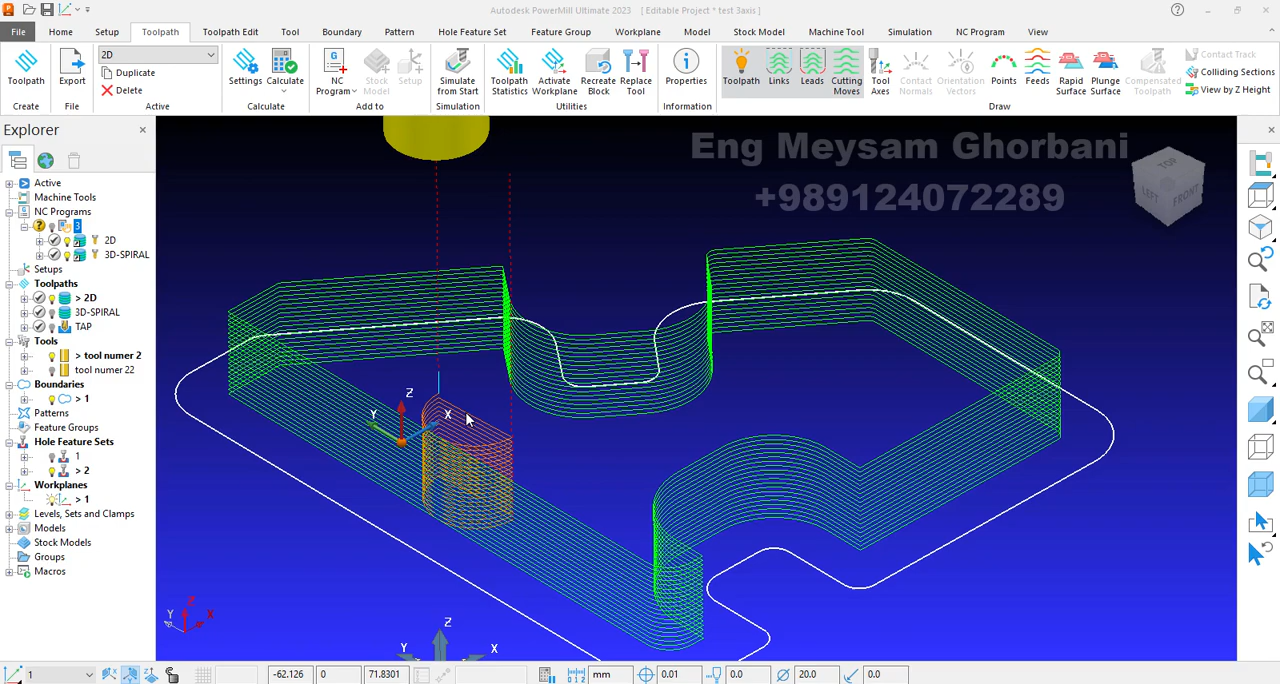 Autodesk PowerMill Ultimate 2023    [ Editable Project * test 3axis ]
File Home Setup Toolpath Toolpath Edit Tool Boundary Pattern Hole Feature Set Feature Group Workplane Model Stock Model Machine Tool Simulation NC Program View
Toolpath
Create
Export
File
2D
Duplicate
Delete
Active
Settings Calculate
Calculate
NC Program Stock Model Setup
Add to
Simulate from Start
Simulation
Toolpath Statistics Activate Workplane Recreate Block Replace Tool
Utilities
Properties
Information
Toolpath Links Leads Cutting Moves Tool Axes Contact Normals Orientation Vectors Points Feeds Rapid Surface Plunge Surface Compensated Toolpath
Contact Track
Colliding Sections
View by Z Height
Draw
Explorer
Active
Machine Tools
NC Programs
3
2D
3D-SPIRAL
Setups
Toolpaths
> 2D
3D-SPIRAL
TAP
Tools
> tool numer 2
tool numer 22
Boundaries
> 1
Patterns
Feature Groups
Hole Feature Sets
1
> 2
Workplanes
> 1
Levels, Sets and Clamps
Models
Stock Models
Groups
Macros
Eng Meysam Ghorbani
+989124072289
TOP
LEFT FRONT
Z
Y X
Z
Y X
Z
Y X
1 -62.126 0 71.8301 mm 0.01 0.0 20.0 0.0